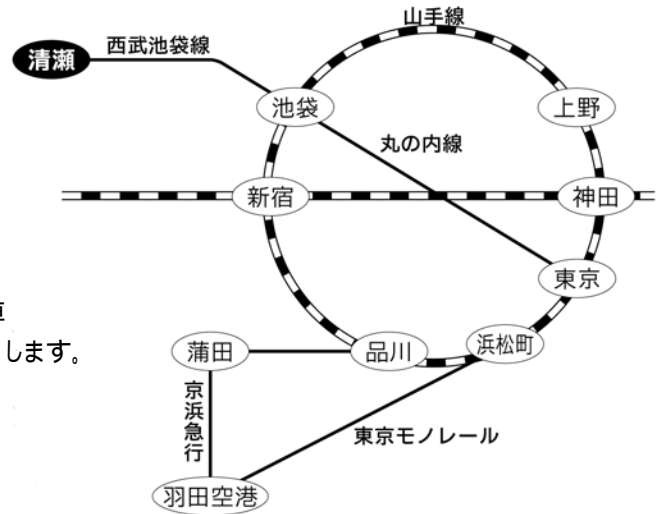 山手線
西武池袋線
清瀬
池袋
上野
丸の内線
新宿
神田
東京
します。
蒲田
品川
浜松町
京浜急行
東京モノレール
羽田空港